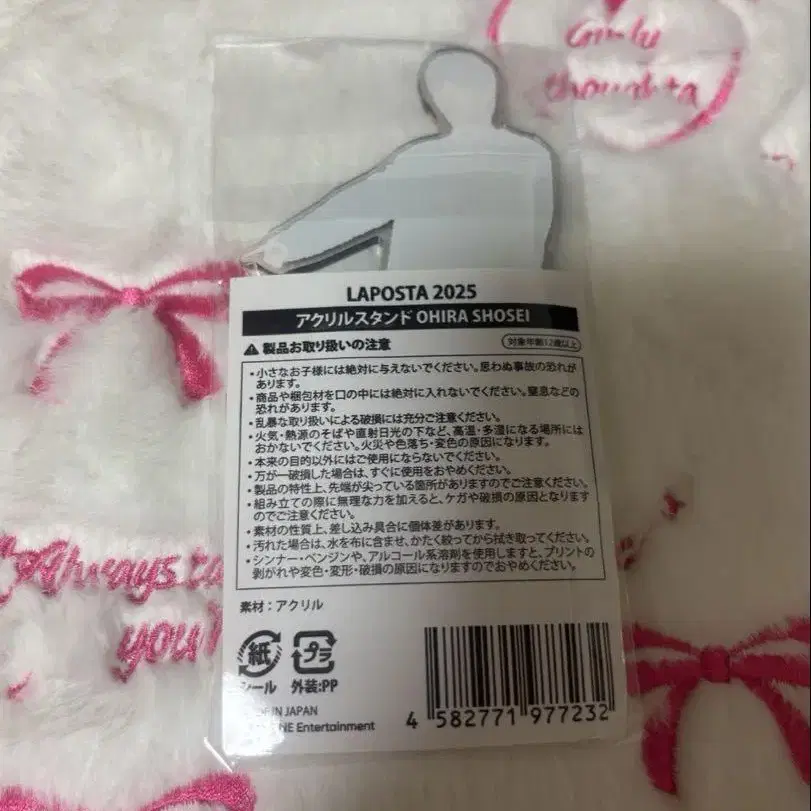 Girly
thoughts
LAPOSTA 2025
アクリルスタンド OHIRA SHOSEI
製品お取り扱いの注意
対象年齢12歳以上
・小さなお子様には絶対に与えないでください。思わぬ事故の恐れが
あります。
・商品や梱包材を口の中には絶対に入れないでください。窒息などの
恐れがあります。
・乱暴な取り扱いによる破損には充分ご注意ください。
・火気・熱源のそばや直射日光の下など、高温・多湿になる場所には
おかないでください。火災や色落ち・変色の原因になります。
・本来の目的以外にはご使用にならないでください。
・万が一破損した場合は、すぐに使用をおやめください。
・製品の特性上、先端が尖っている箇所がありますのでご注意ください。
・組み立ての際に無理な力を加えると、ケガや破損の原因となります
のでご注意ください。
・素材の性質上、差し込み具合に個体差があります。
・汚れた場合は、水を布に含ませ、かたく絞ってから拭き取ってください。
・シンナー・ベンジンや、アルコール系溶剤を使用しますと、プリントの
剥がれや変色・変形・破損の原因になりますのでおやめください。
Always
you
素材：アクリル
紙
プラ
シール 外装:PP
IN JAPAN
NE Entertainment
4 582771 977232